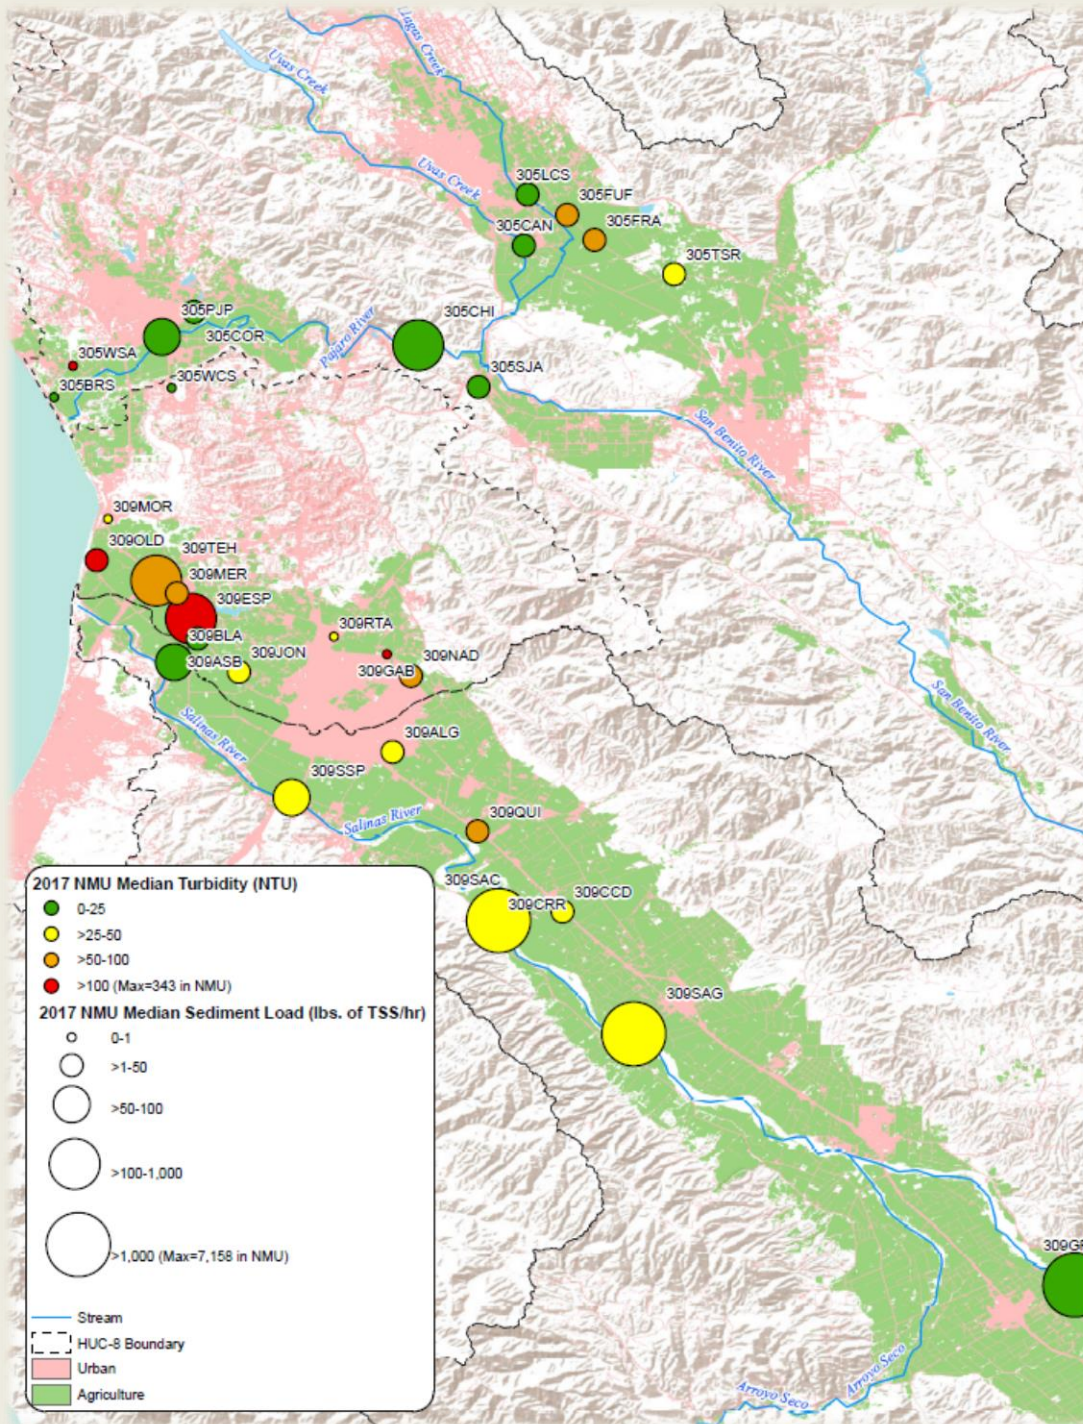 Llagas Creek
Uvas Creek
Uvas Creek
305LCS
305FUF
305CAN
305FRA
305TSR
305PJP
305CHI
305COR
Pajaro River
305WSA
305WCS
305SJA
305BRS
San Benito River
309MOR
309OLD
309TEH
309MER
309ESP
309BLA
309RTA
309ASB
309JON
309NAD
309GAB
San Benito River
Salinas River
309ALG
309SSP
Salinas River
309QUI
309SAC
309CCD
309CRR
309SAG
309GR
Arroyo Seco
Arroyo Seco
2017 NMU Median Turbidity (NTU)
0-25
>25-50
>50-100
>100 (Max=343 in NMU)
2017 NMU Median Sediment Load (lbs. of TSS/hr)
0-1
>1-50
>50-100
>100-1,000
>1,000 (Max=7,158 in NMU)
Stream
HUC-8 Boundary
Urban
Agriculture